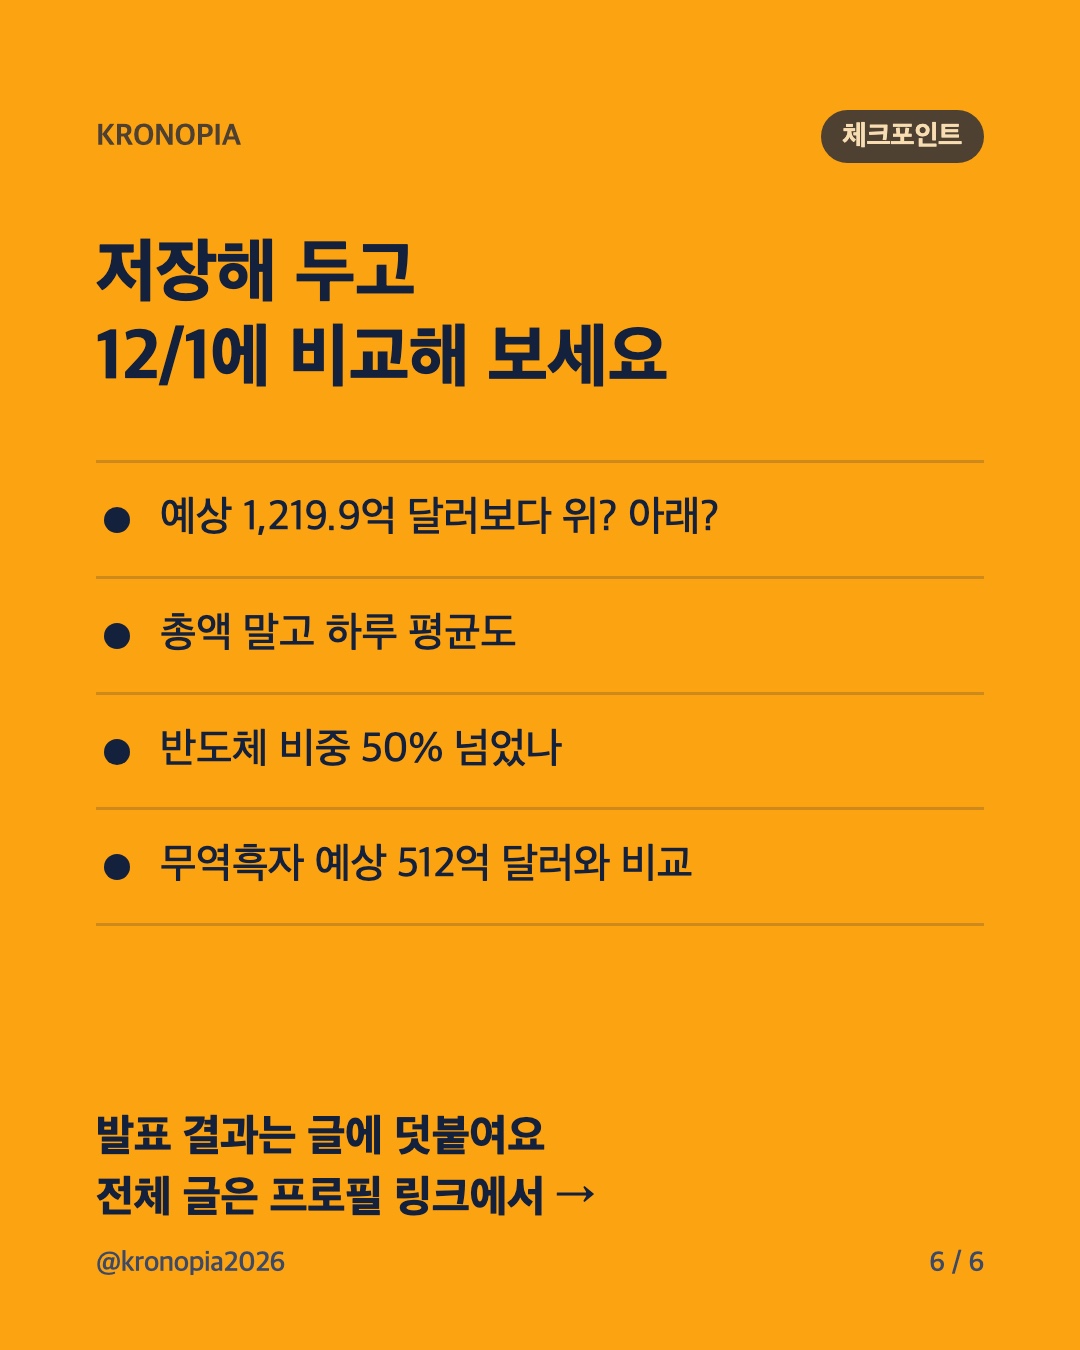 KRONOPIA
체크포인트
저장해 두고
12/1에 비교해 보세요
● 예상 1,219.9억 달러보다 위? 아래?
● 총액 말고 하루 평균도
● 반도체 비중 50% 넘었나
● 무역흑자 예상 512억 달러와 비교
발표 결과는 글에 덧붙여요
전체 글은 프로필 링크에서 →
@kronopia2026
6 / 6